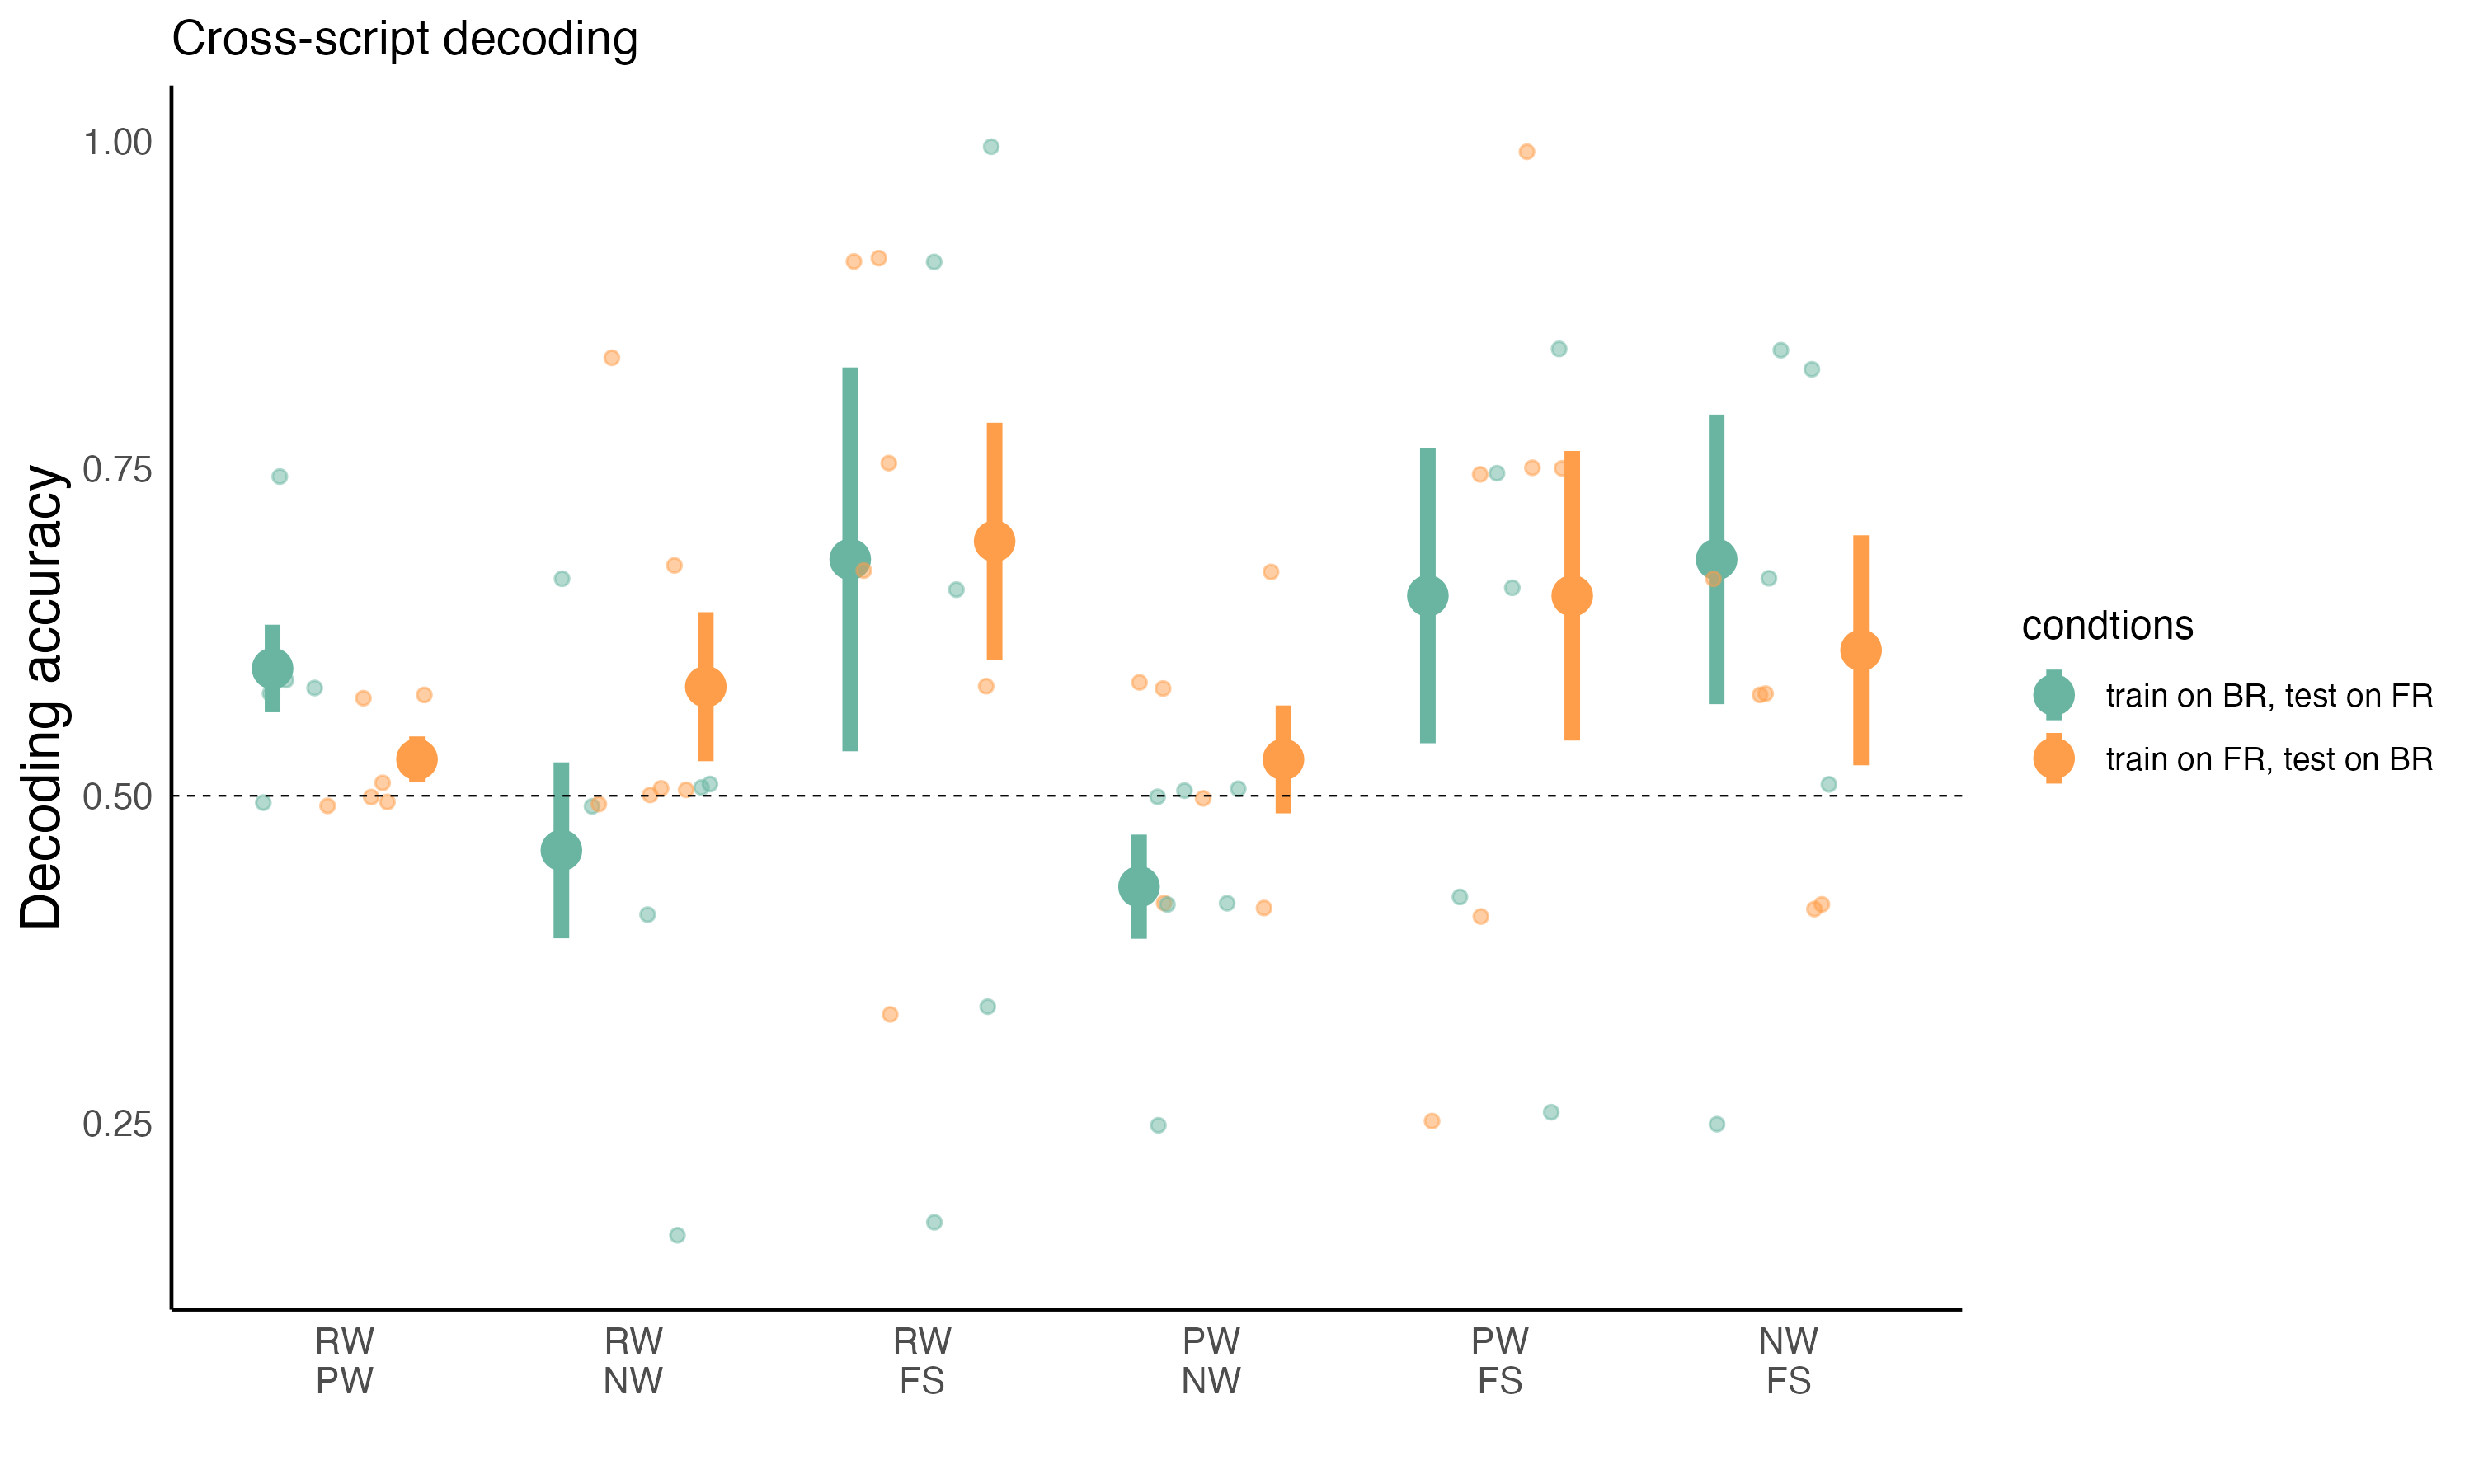 Cross-script decoding
Decoding accuracy
1.00
0.75
0.50
0.25
RW
PW
RW
NW
RW
FS
PW
NW
PW
FS
NW
FS
condtions
train on BR, test on FR
train on FR, test on BR